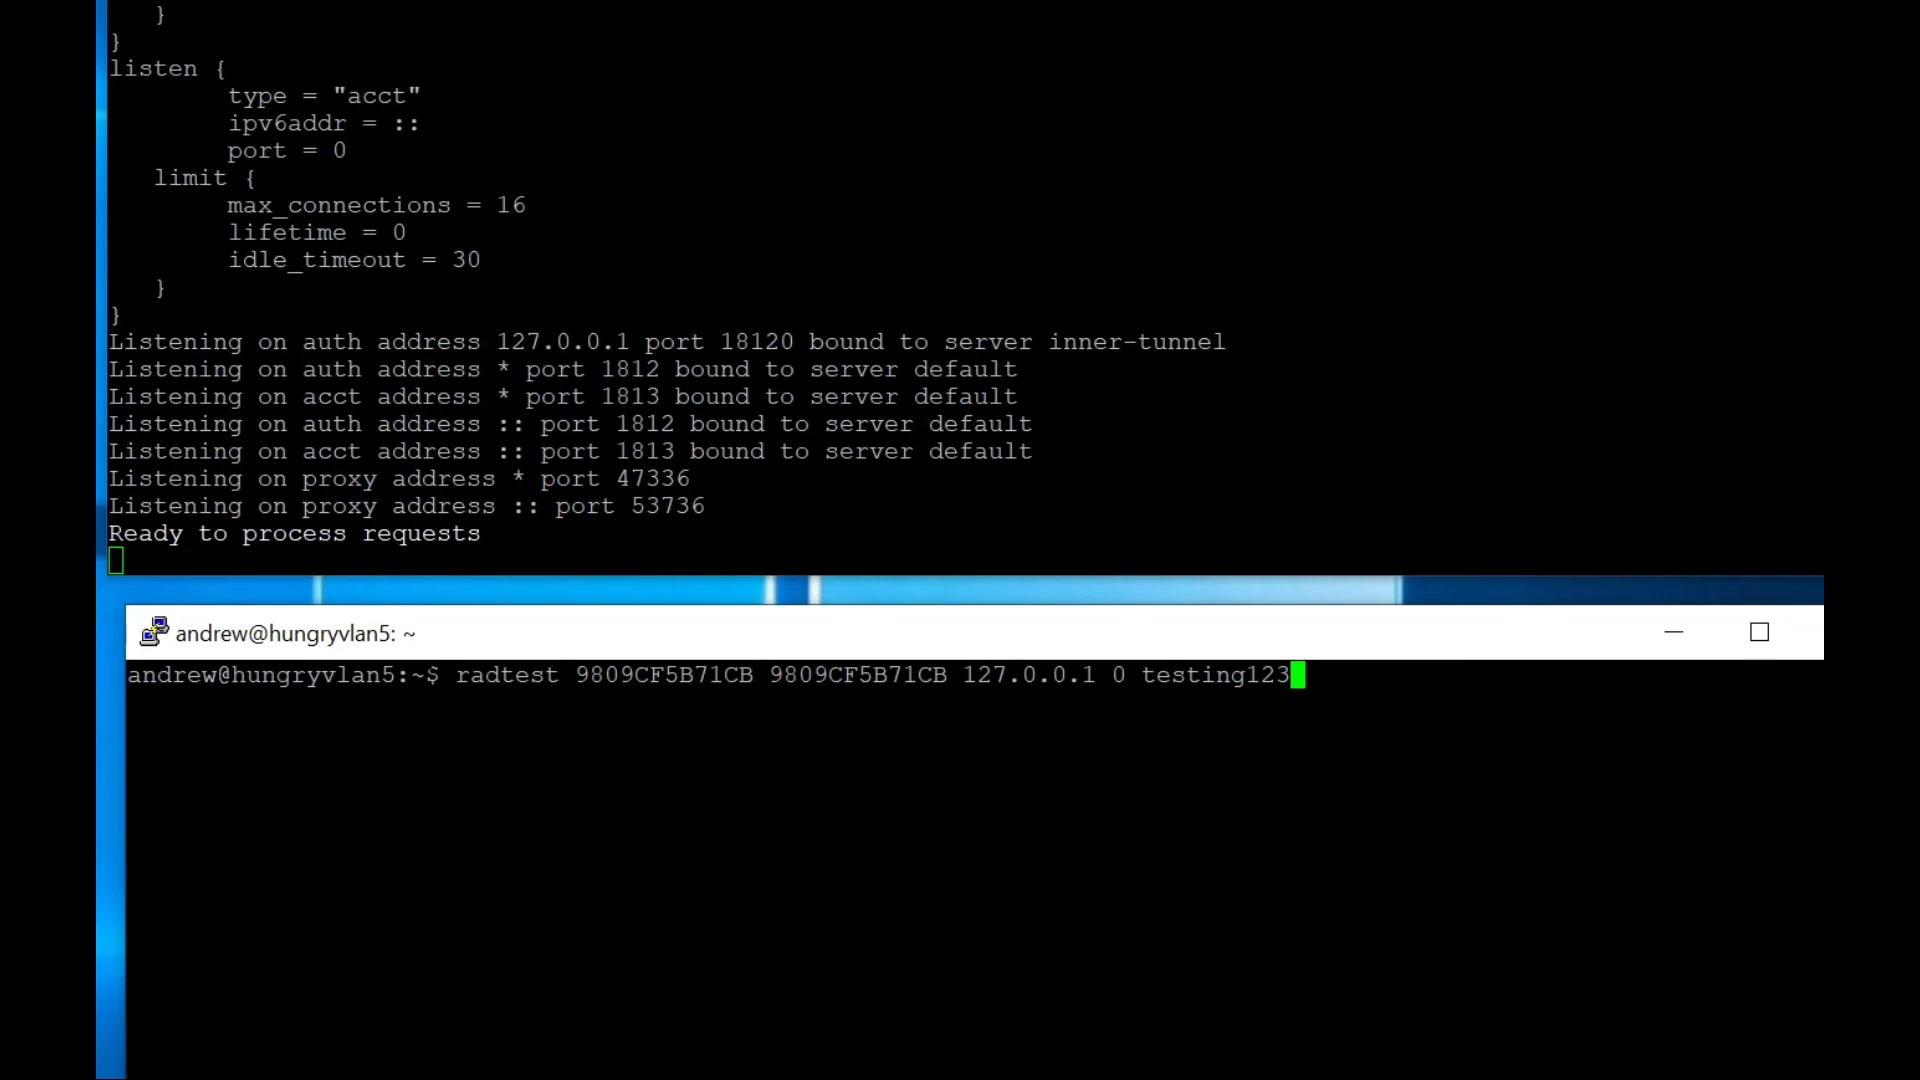 }
}
listen {
type = "acct"
ipv6addr = ::
port = 0
limit {
max_connections = 16
lifetime = 0
idle_timeout = 30
}
}
Listening on auth address 127.0.0.1 port 18120 bound to server inner-tunnel
Listening on auth address * port 1812 bound to server default
Listening on acct address * port 1813 bound to server default
Listening on auth address :: port 1812 bound to server default
Listening on acct address :: port 1813 bound to server default
Listening on proxy address * port 47336
Listening on proxy address :: port 53736
Ready to process requests
andrew@hungryvlan5: ~
andrew@hungryvlan5:~$ radtest 9809CF5B71CB 9809CF5B71CB 127.0.0.1 0 testing123